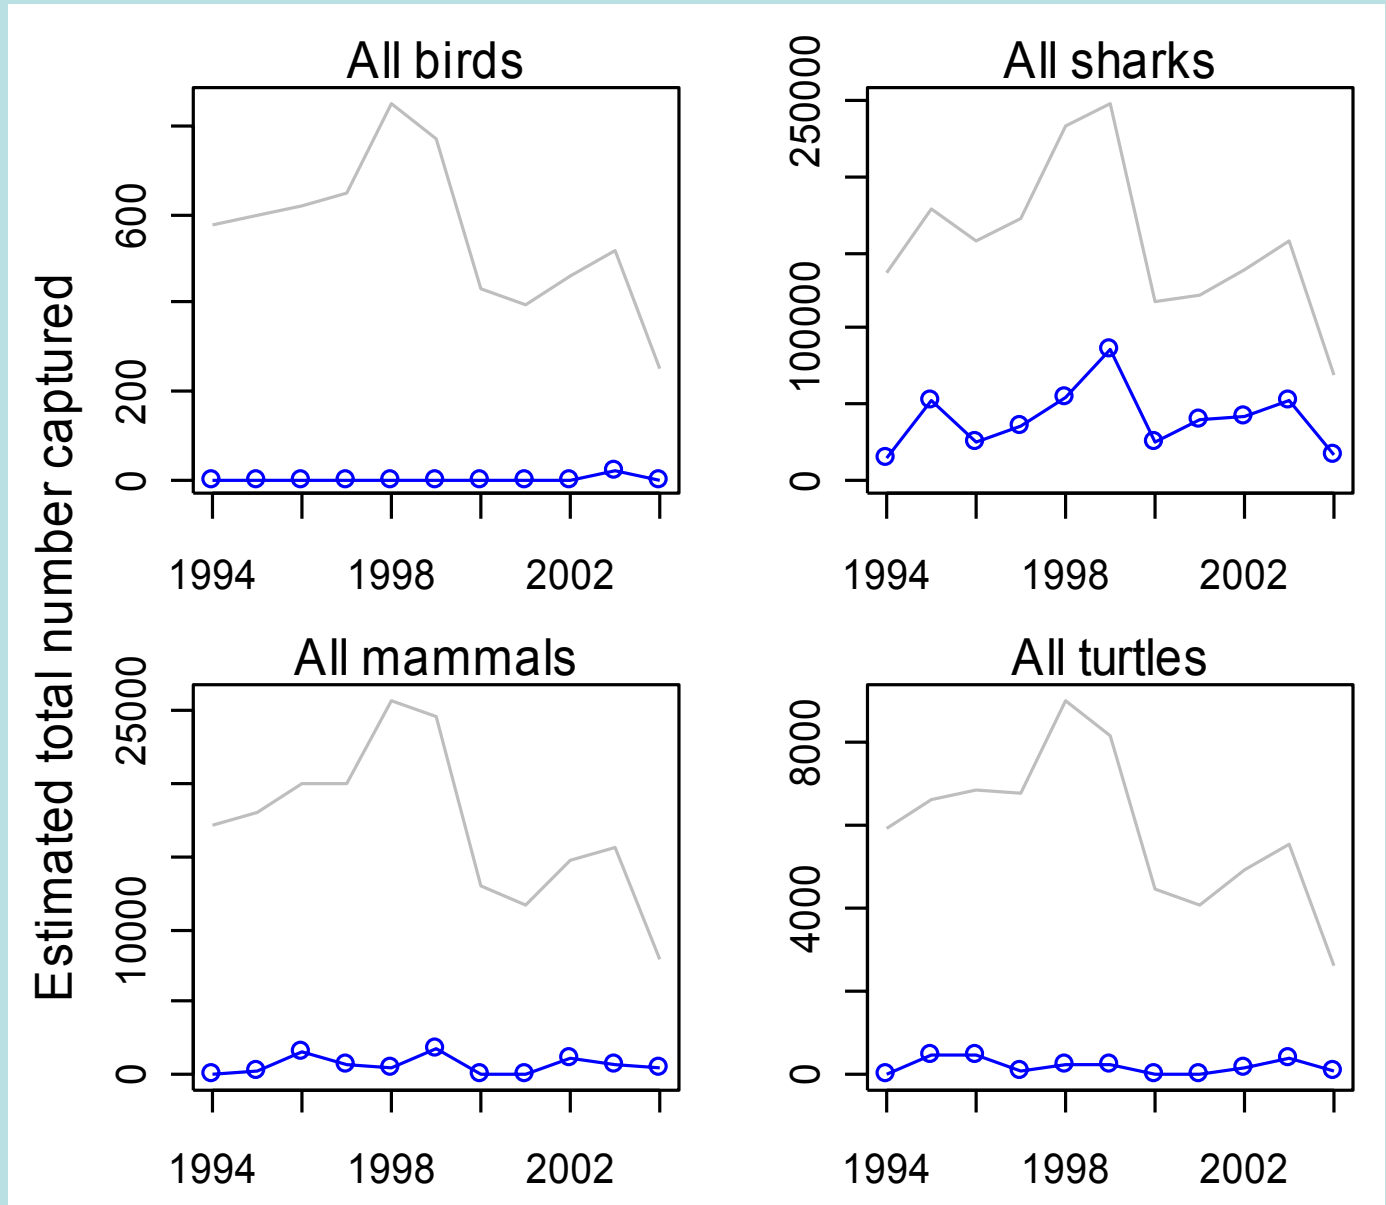 Estimated total number captured
All birds
600
200
0
1994 1998 2002
All sharks
250000
100000
0
1994 1998 2002
All mammals
25000
10000
0
1994 1998 2002
All turtles
8000
4000
0
1994 1998 2002